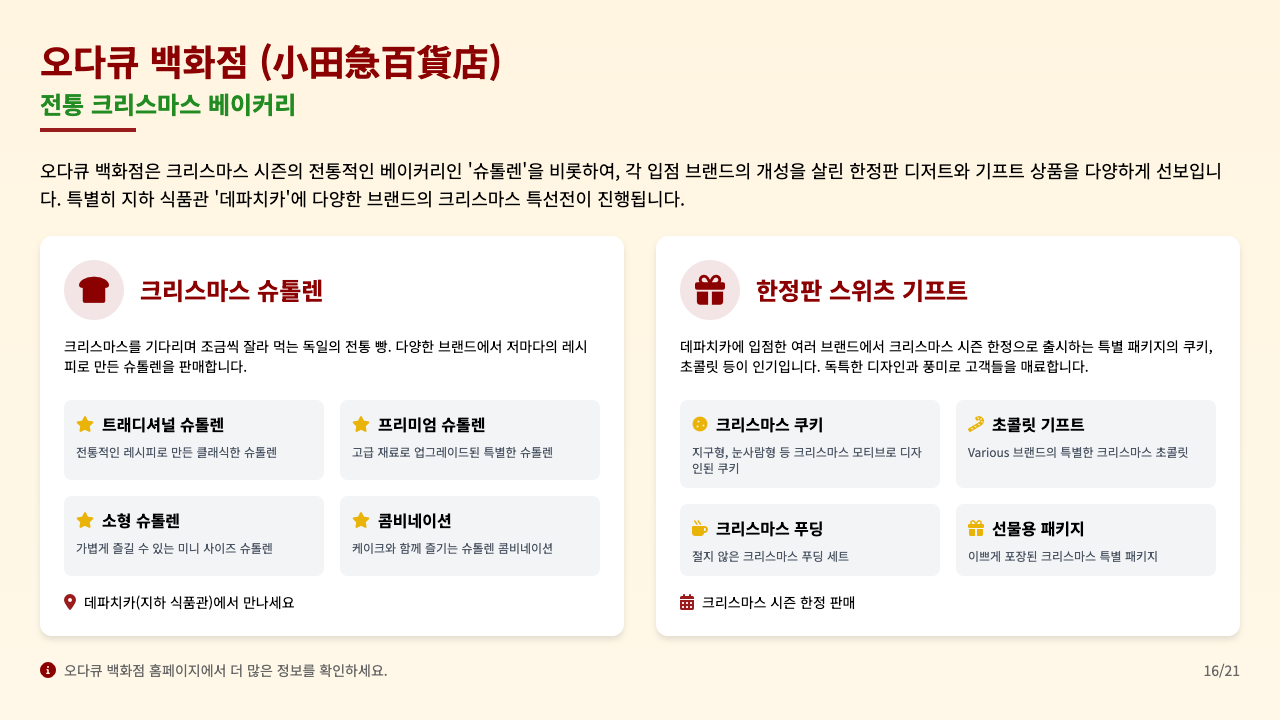 오다큐 백화점 (小田急百貨店)
전통 크리스마스 베이커리
오다큐 백화점은 크리스마스 시즌의 전통적인 베이커리인 '슈톨렌'을 비롯하여, 각 입점 브랜드의 개성을 살린 한정판 디저트와 기프트 상품을 다양하게 선보입니
다. 특별히 지하 식품관 '데파치카'에 다양한 브랜드의 크리스마스 특선전이 진행됩니다.
크리스마스 슈톨렌
크리스마스를 기다리며 조금씩 잘라 먹는 독일의 전통 빵. 다양한 브랜드에서 저마다의 레시
피로 만든 슈톨렌을 판매합니다.
트래디셔널 슈톨렌
전통적인 레시피로 만든 클래식한 슈톨렌
프리미엄 슈톨렌
고급 재료로 업그레이드된 특별한 슈톨렌
소형 슈톨렌
가볍게 즐길 수 있는 미니 사이즈 슈톨렌
콤비네이션
케이크와 함께 즐기는 슈톨렌 콤비네이션
데파치카(지하 식품관)에서 만나세요
한정판 스위츠 기프트
데파치카에 입점한 여러 브랜드에서 크리스마스 시즌 한정으로 출시하는 특별 패키지의 쿠키,
초콜릿 등이 인기입니다. 독특한 디자인과 풍미로 고객들을 매료합니다.
크리스마스 쿠키
지구형, 눈사람형 등 크리스마스 모티브로 디자
인된 쿠키
초콜릿 기프트
Various 브랜드의 특별한 크리스마스 초콜릿
크리스마스 푸딩
절지 않은 크리스마스 푸딩 세트
선물용 패키지
이쁘게 포장된 크리스마스 특별 패키지
크리스마스 시즌 한정 판매
오다큐 백화점 홈페이지에서 더 많은 정보를 확인하세요.
16/21